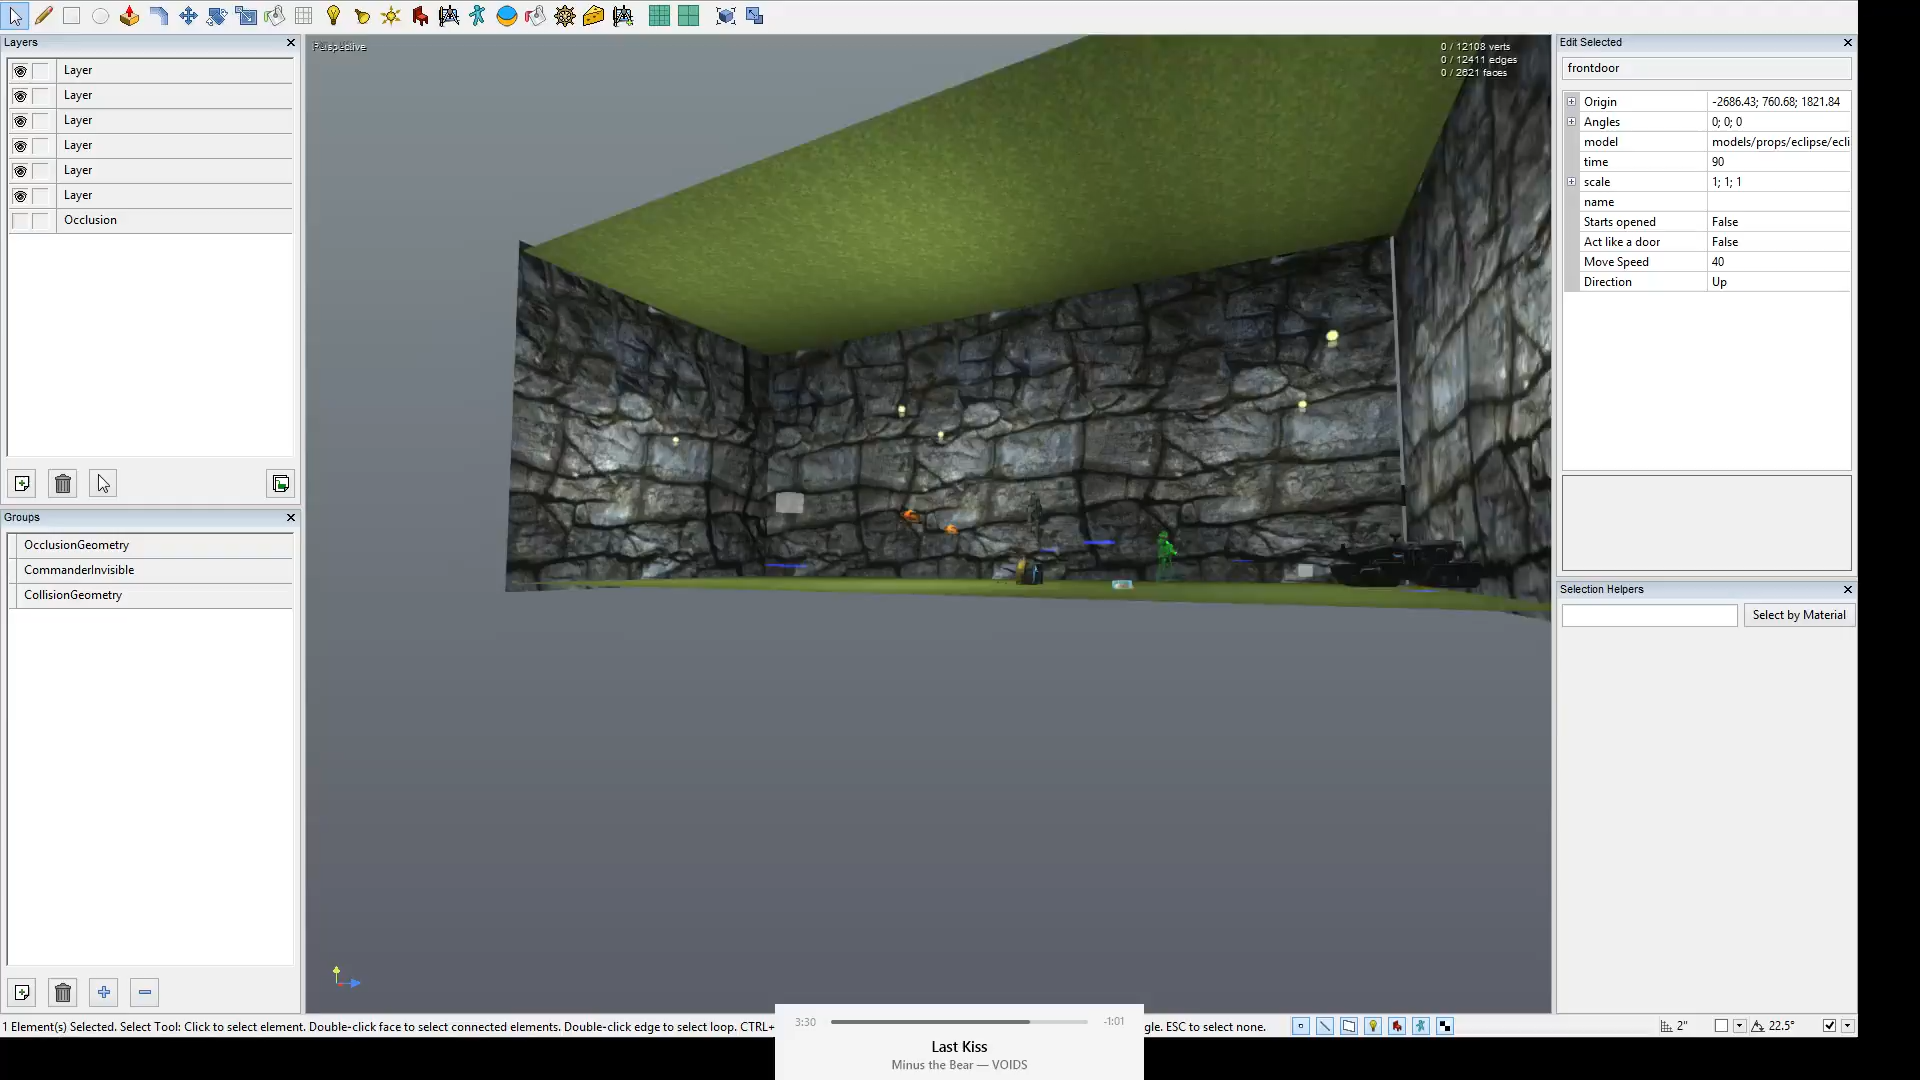 Layers
Layer
Layer
Layer
Layer
Layer
Layer
Occlusion
Groups
OcclusionGeometry
CommanderInvisible
CollisionGeometry
Perspective
0 / 12108 verts
0 / 12411 edges
0 / 2621 faces
Edit Selected
frontdoor
Origin -2686.43; 760.68; 1821.84
Angles 0; 0; 0
model models/props/eclipse/ecli
time 90
scale 1; 1; 1
name
Starts opened False
Act like a door False
Move Speed 40
Direction Up
Selection Helpers
Select by Material
1 Element(s) Selected. Select Tool: Click to select element. Double-click face to select connected elements. Double-click edge to select loop. CTRL+
gle. ESC to select none.
2"
22.5°
3:30 -1:01
Last Kiss
Minus the Bear — VOIDS